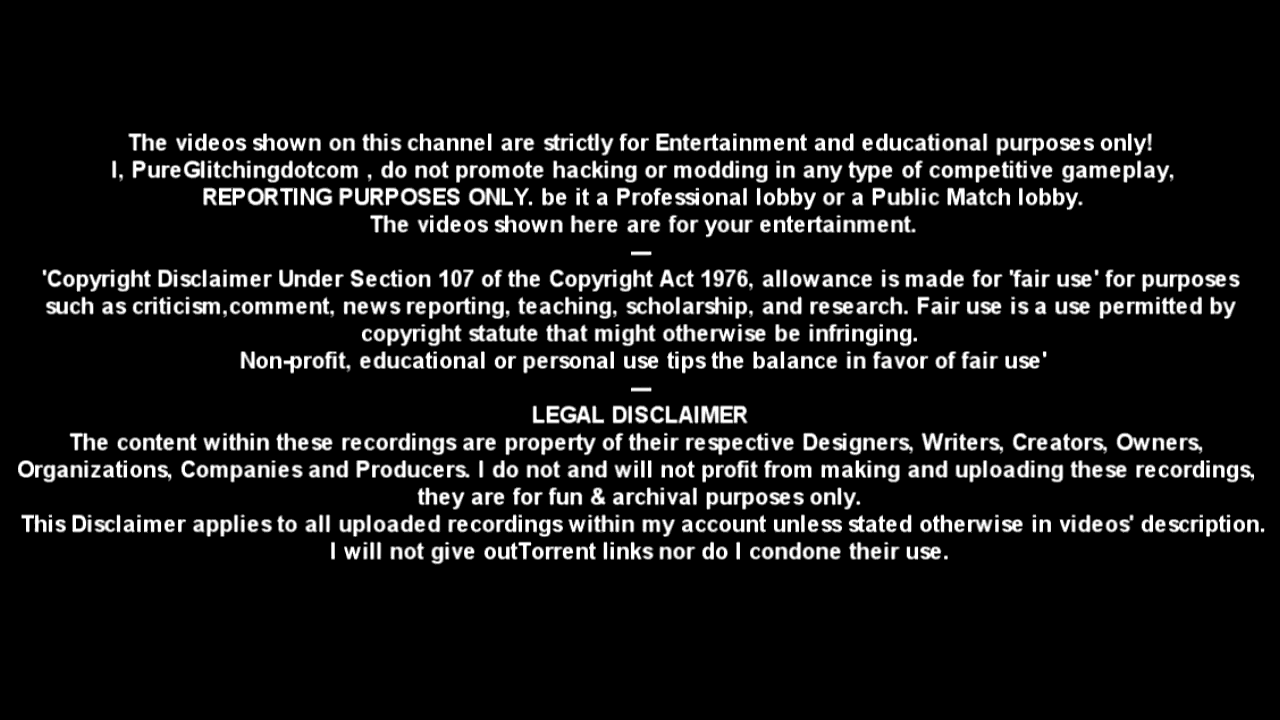 The videos shown on this channel are strictly for Entertainment and educational purposes only!
I, PureGlitchingdotcom , do not promote hacking or modding in any type of competitive gameplay,
REPORTING PURPOSES ONLY. be it a Professional lobby or a Public Match lobby.
The videos shown here are for your entertainment.
—
'Copyright Disclaimer Under Section 107 of the Copyright Act 1976, allowance is made for 'fair use' for purposes
such as criticism,comment, news reporting, teaching, scholarship, and research. Fair use is a use permitted by
copyright statute that might otherwise be infringing.
Non-profit, educational or personal use tips the balance in favor of fair use'
—
LEGAL DISCLAIMER
The content within these recordings are property of their respective Designers, Writers, Creators, Owners,
Organizations, Companies and Producers. I do not and will not profit from making and uploading these recordings,
they are for fun & archival purposes only.
This Disclaimer applies to all uploaded recordings within my account unless stated otherwise in videos' description.
I will not give outTorrent links nor do I condone their use.